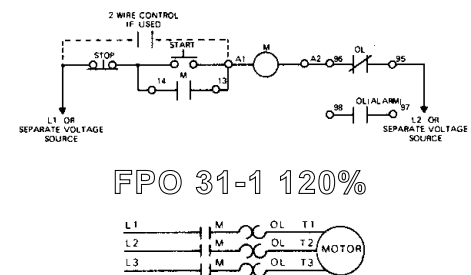 2 WIRE CONTROL
IF USED
STOP
START
M
OL
A1
A2 96
95
14 M 13
OL(ALARM)
98
97
L1 OR
SEPARATE VOLTAGE
SOURCE
L2 OR
SEPARATE VOLTAGE
SOURCE
FPO 31-1 120%
L1 M OL T1
L2 M OL T2
MOTOR
L3 M OL T3